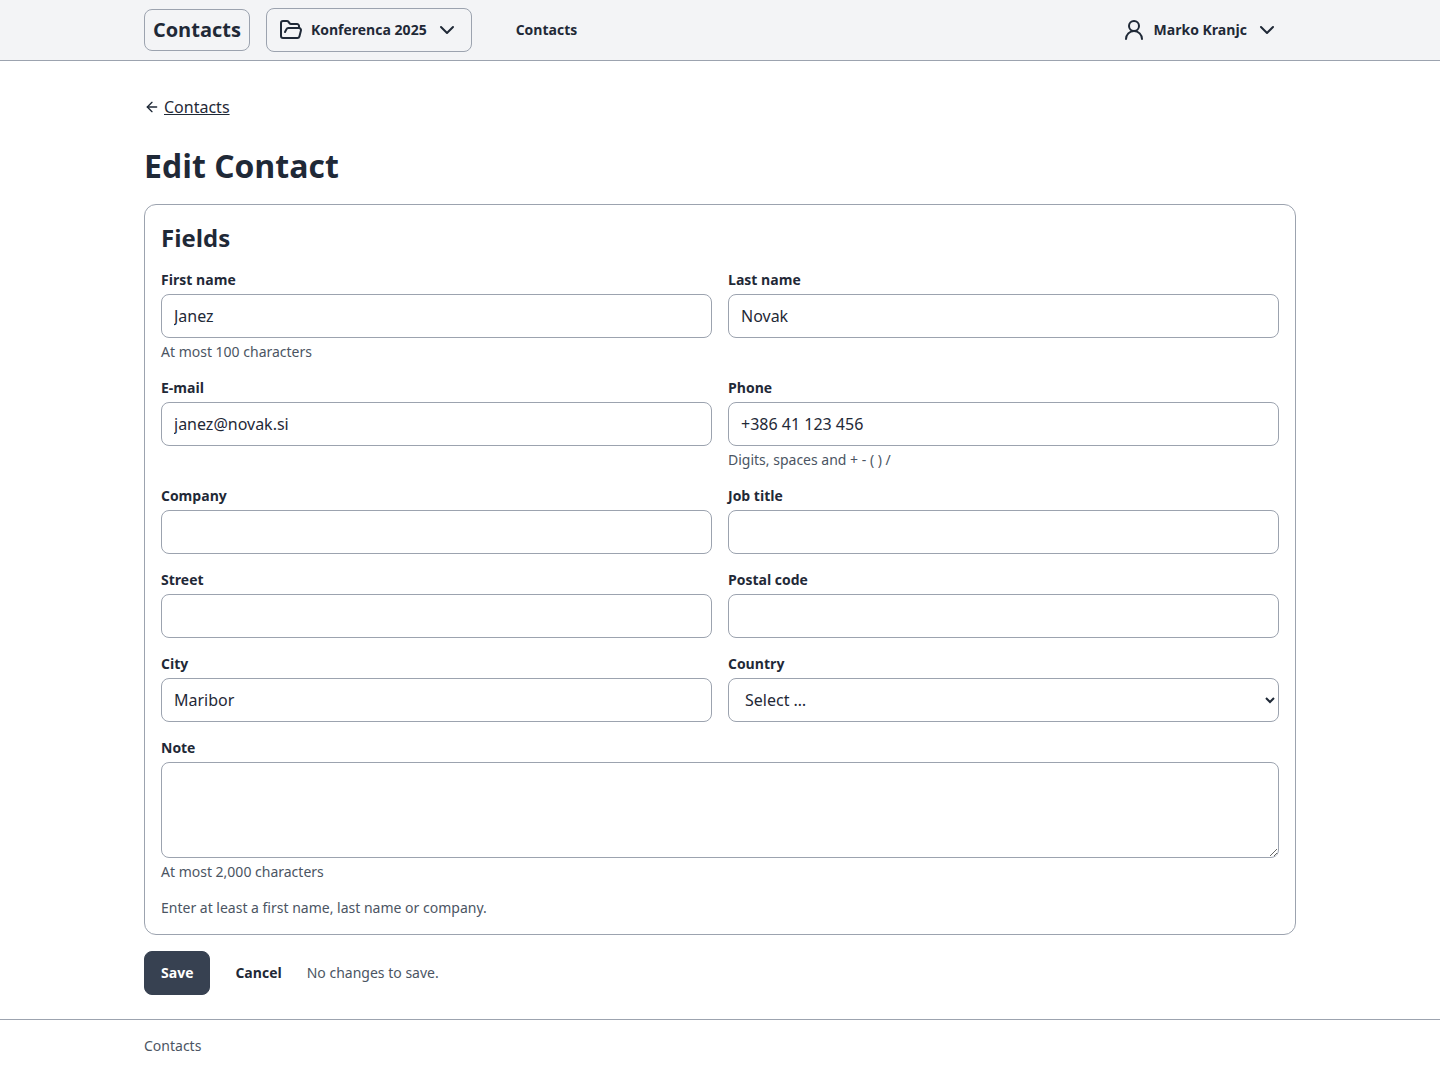 Contacts Konferenca 2025 Contacts Marko Kranjc
← Contacts
Edit Contact
Fields
First name Last name
Janez Novak
At most 100 characters
E-mail Phone
janez@novak.si +386 41 123 456
Digits, spaces and + - ( ) /
Company Job title
Street Postal code
City Country
Maribor Select ...
Note
At most 2,000 characters
Enter at least a first name, last name or company.
Save Cancel No changes to save.
Contacts